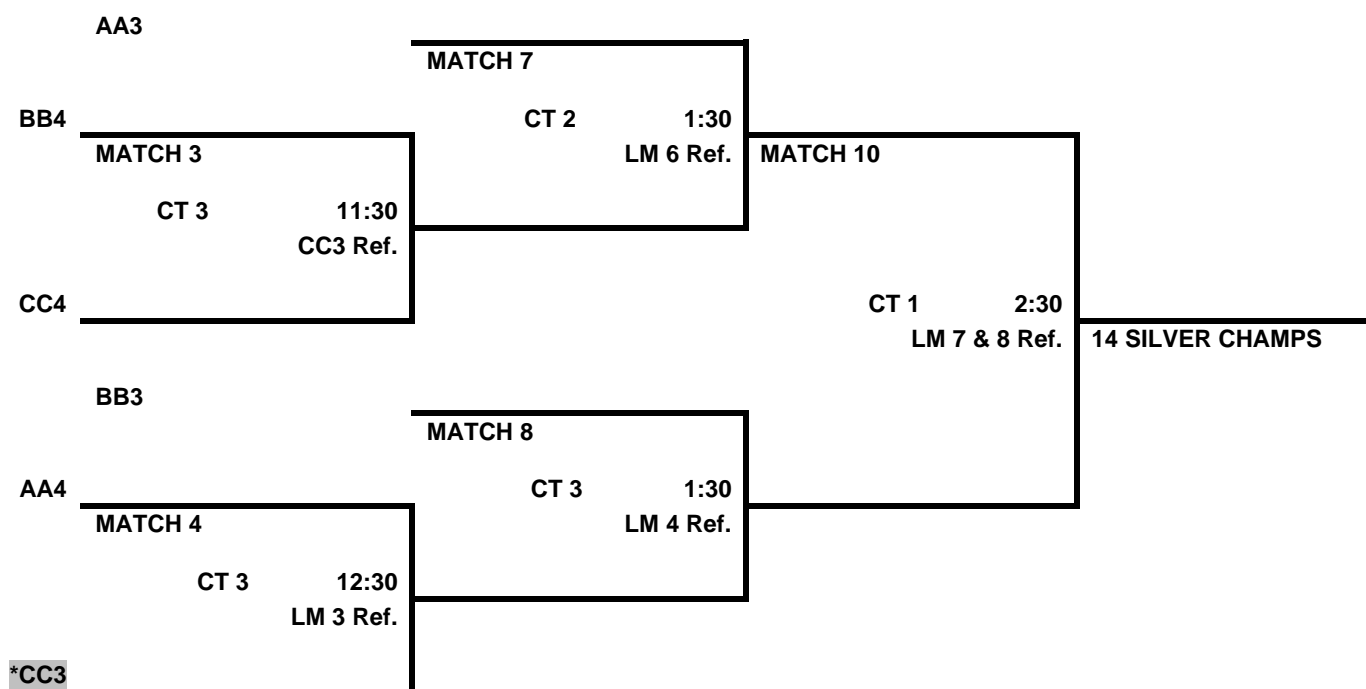 AA3
MATCH 7
BB4 CT 2 1:30
MATCH 3 LM 6 Ref. MATCH 10
CT 3 11:30
CC3 Ref.
CC4 CT 1 2:30
LM 7 & 8 Ref. 14 SILVER CHAMPS
BB3
MATCH 8
AA4 CT 3 1:30
MATCH 4 LM 4 Ref.
CT 3 12:30
LM 3 Ref.
*CC3